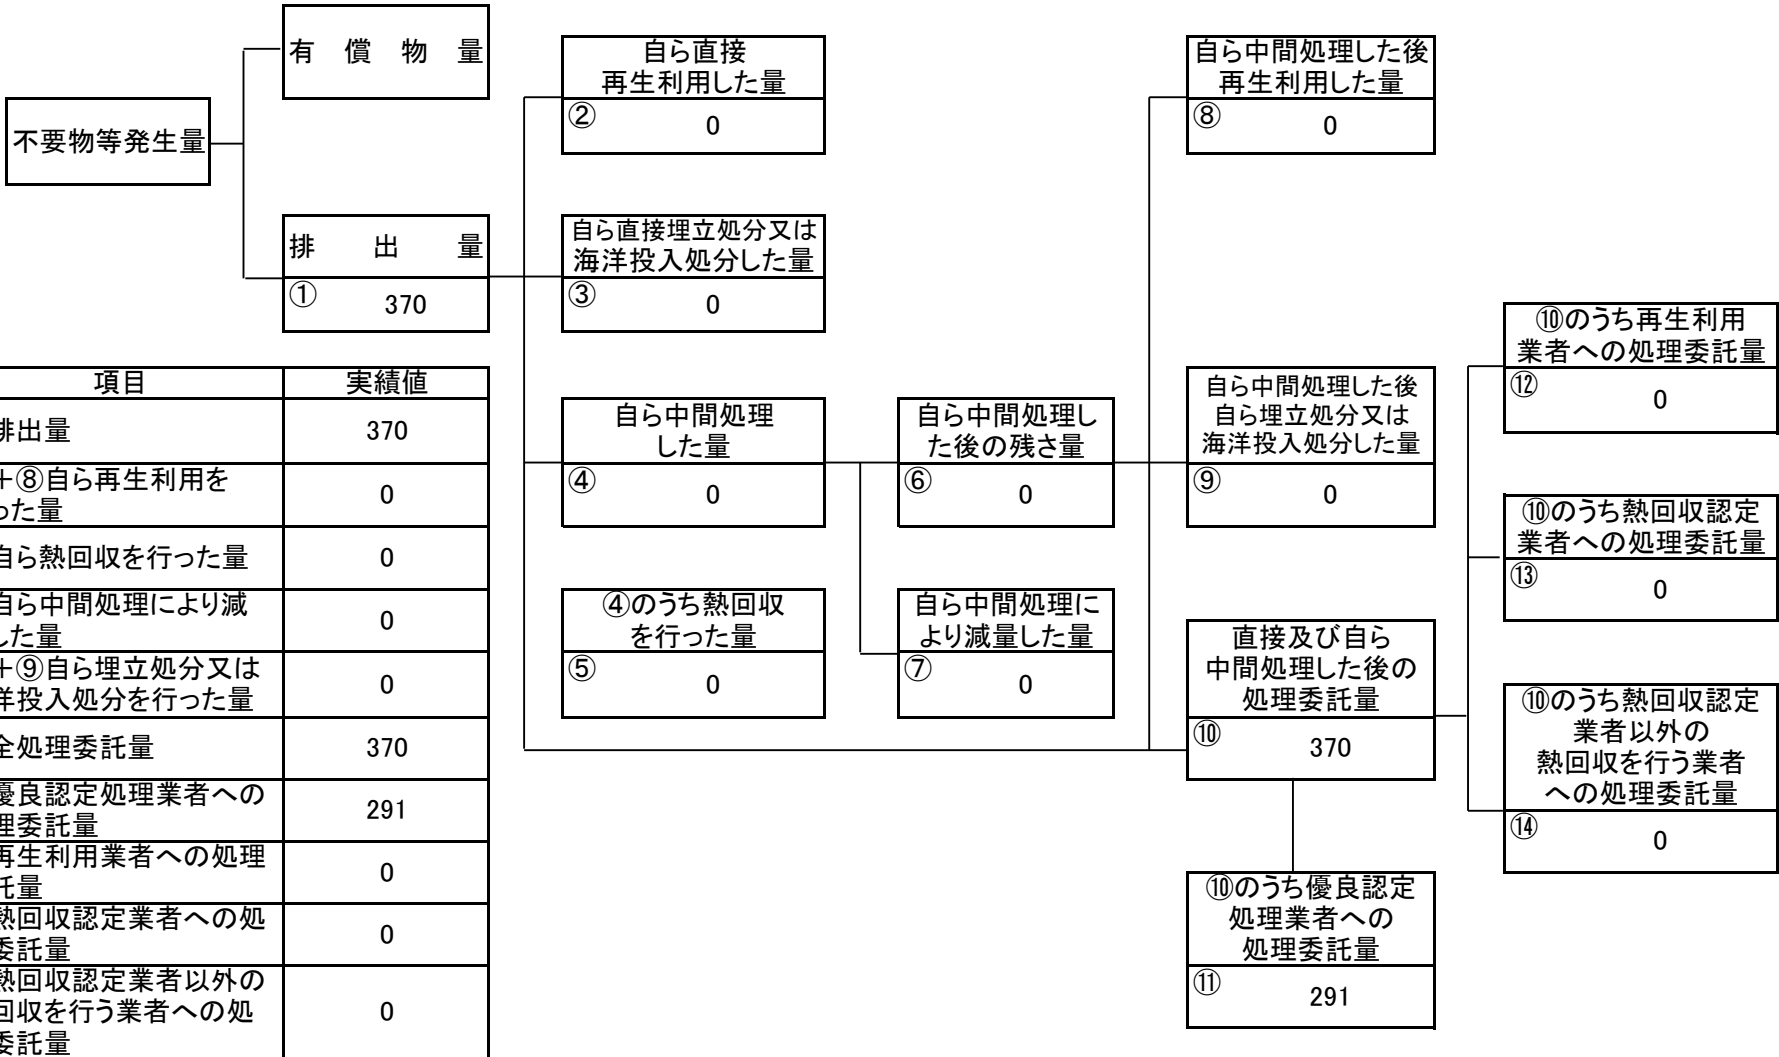 有償物量
不要物等発生量
排出量
① 370
自ら直接
再生利用した量
② 0
自ら直接埋立処分又は
海洋投入処分した量
③ 0
自ら中間処理
した量
④ 0
④のうち熱回収
を行った量
⑤ 0
自ら中間処理し
た後の残さ量
⑥ 0
自ら中間処理に
より減量した量
⑦ 0
自ら中間処理した後
再生利用した量
⑧ 0
自ら中間処理した後
自ら埋立処分又は
海洋投入処分した量
⑨ 0
直接及び自ら
中間処理した後の
処理委託量
⑩ 370
⑩のうち優良認定
処理業者への
処理委託量
⑪ 291
⑩のうち再生利用
業者への処理委託量
⑫ 0
⑩のうち熱回収認定
業者への処理委託量
⑬ 0
⑩のうち熱回収認定
業者以外の
熱回収を行う業者
への処理委託量
⑭ 0
項目 実績値
排出量 370
+⑧自ら再生利用を
った量 0
自ら熱回収を行った量 0
自ら中間処理により減
した量 0
+⑨自ら埋立処分又は
洋投入処分を行った量 0
全処理委託量 370
優良認定処理業者への
理委託量 291
再生利用業者への処理
託量 0
熱回収認定業者への処
委託量 0
熱回収認定業者以外の
回収を行う業者への処
委託量 0